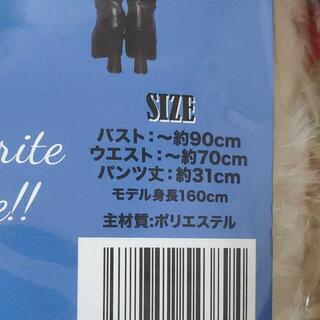 SIZE
バスト:～約90cm
ウエスト:～約70cm
パンツ丈:約31cm
モデル身長160cm
主材質:ポリエステル
rite
e!!